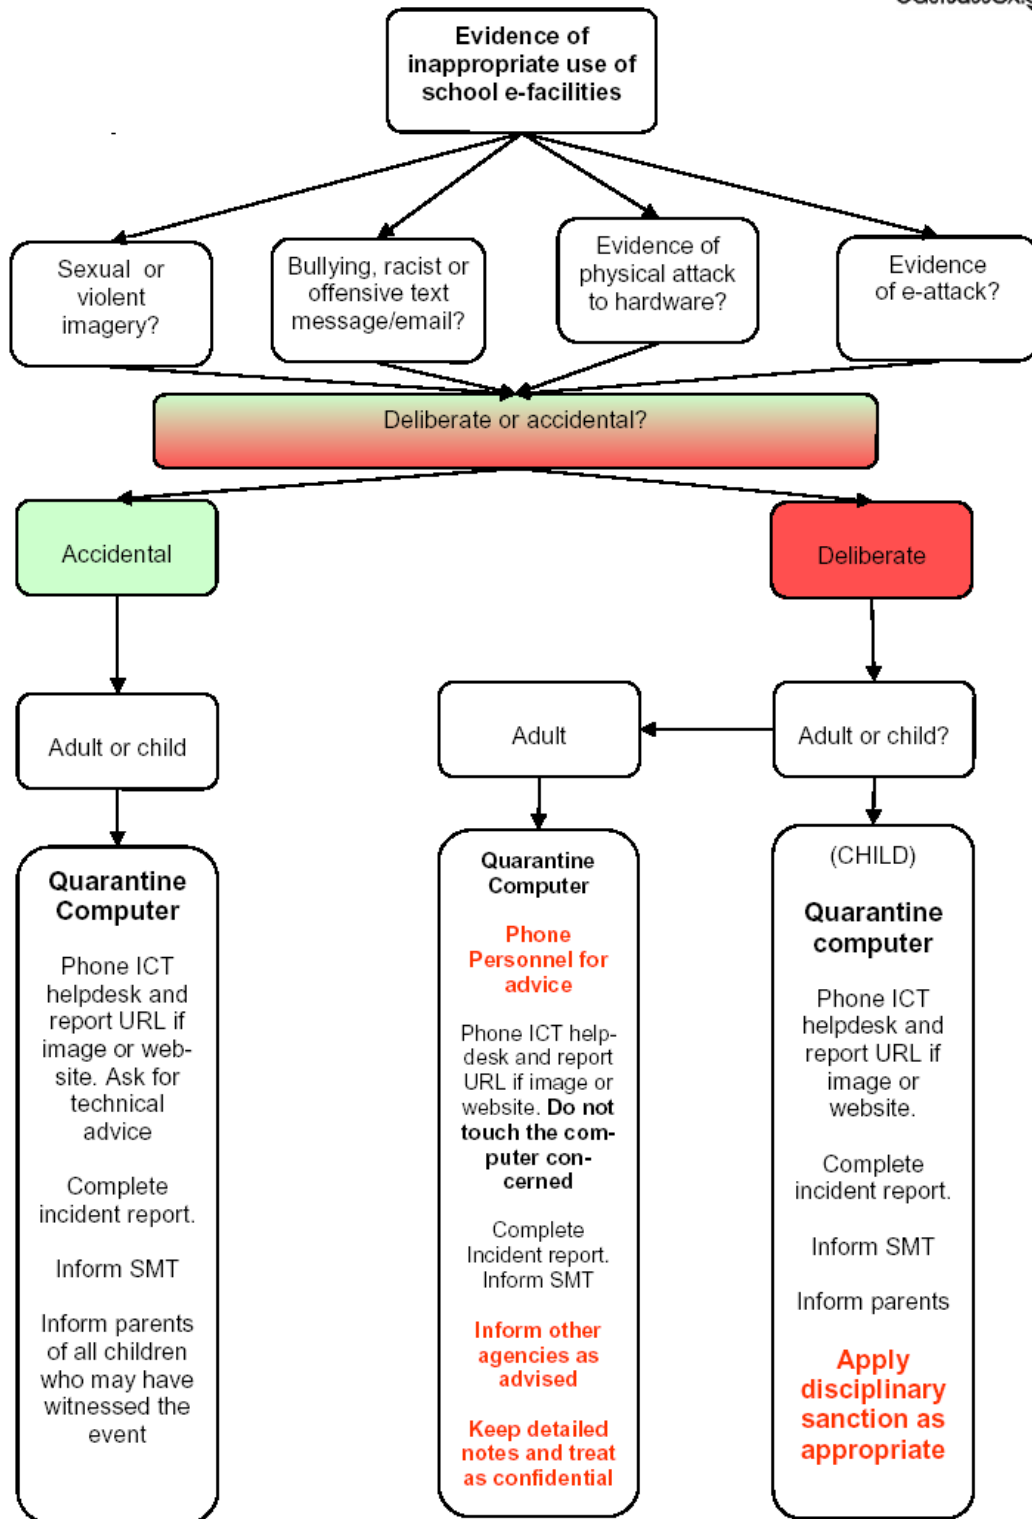 Evidence of
inappropriate use of
school e-facilities
Sexual or
violent
imagery?
Bullying, racist or
offensive text
message/email?
Evidence of
physical attack
to hardware?
Evidence
of e-attack?
Deliberate or accidental?
Accidental
Deliberate
Adult or child
Adult
Adult or child?
Quarantine
Computer
Phone ICT
helpdesk and
report URL if
image or web-
site. Ask for
technical
advice
Complete
incident report.
Inform SMT
Inform parents
of all children
who may have
witnessed the
event
Quarantine
Computer
Phone
Personnel for
advice
Phone ICT help-
desk and report
URL if image or
website. Do not
touch the com-
puter con-
cerned
Complete
Incident report.
Inform SMT
Inform other
agencies as
advised
Keep detailed
notes and treat
as confidential
(CHILD)
Quarantine
computer
Phone ICT
helpdesk and
report URL if
image or
website.
Complete
incident report.
Inform SMT
Inform parents
Apply
disciplinary
sanction as
appropriate